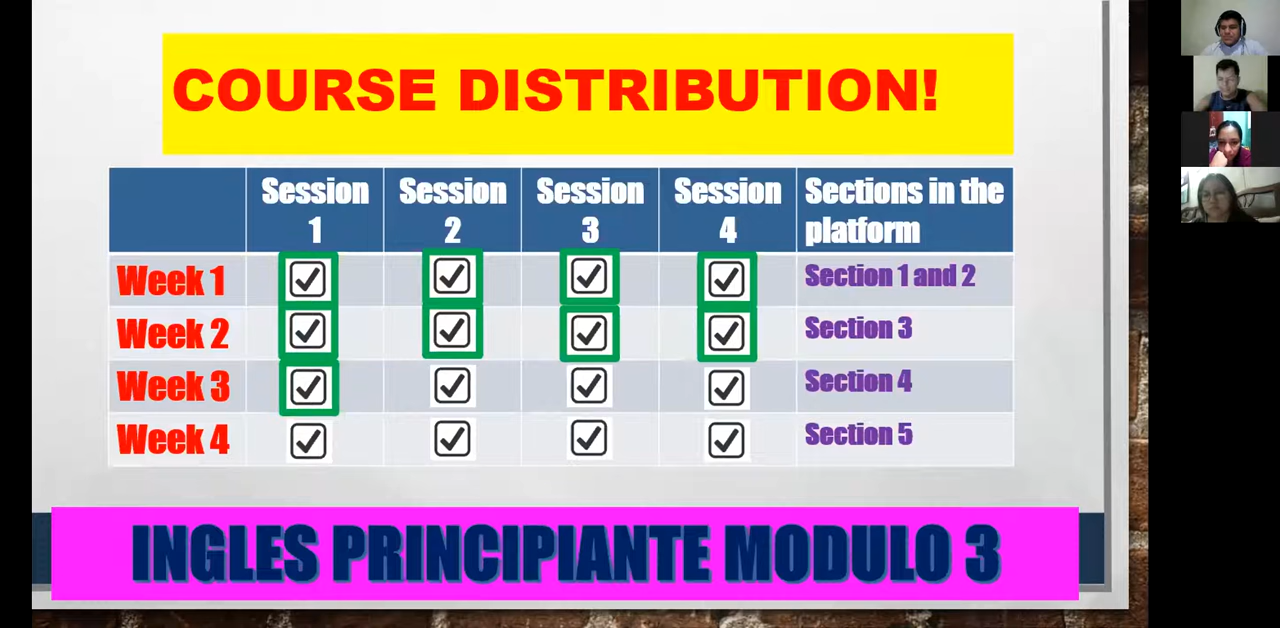 COURSE DISTRIBUTION!
Session 1 Session 2 Session 3 Session 4 Sections in the platform
Week 1 Section 1 and 2
Week 2 Section 3
Week 3 Section 4
Week 4 Section 5
INGLES PRINCIPIANTE MODULO 3